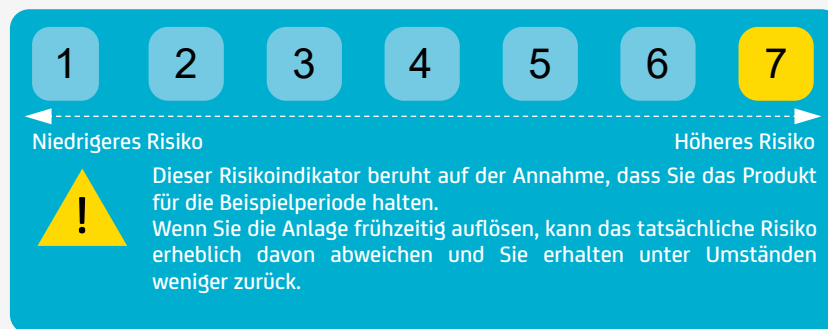 1 2 3 4 5 6 7
Niedrigeres Risiko Höheres Risiko
! Dieser Risikoindikator beruht auf der Annahme, dass Sie das Produkt
für die Beispielperiode halten.
Wenn Sie die Anlage frühzeitig auflösen, kann das tatsächliche Risiko
erheblich davon abweichen und Sie erhalten unter Umständen
weniger zurück.